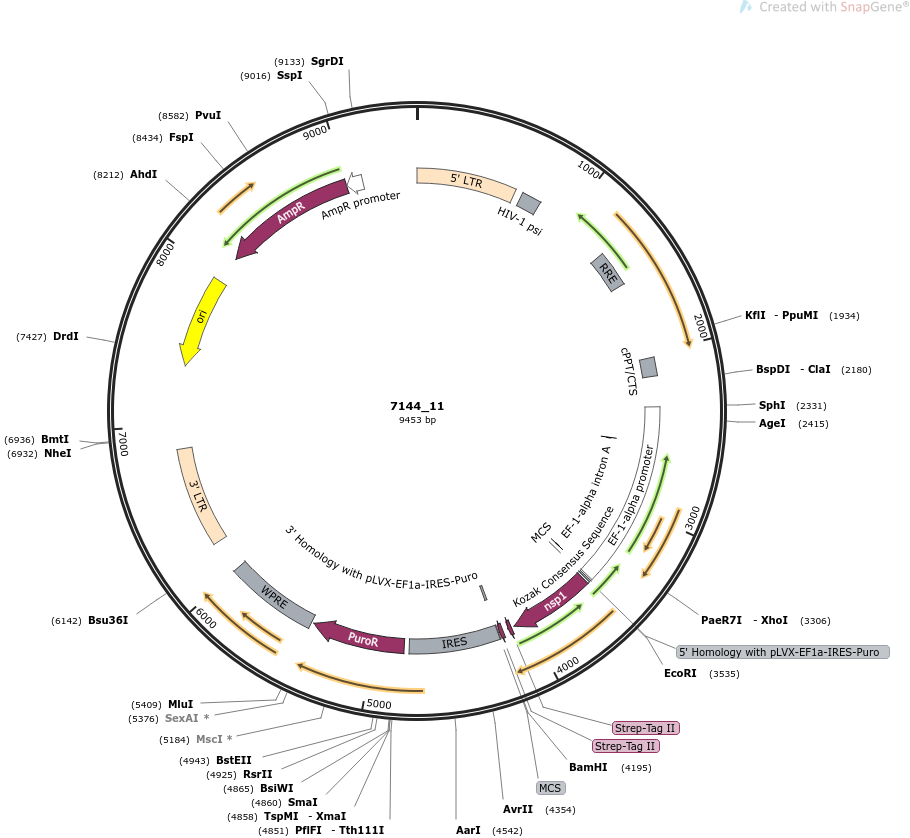 Created with SnapGene®
(9133) SgrDI
(9016) SspI
(8582) PvuI
(8434) FspI
(8212) AhdI
9000
1000
5' LTR
HIV-1 psi
AmpR promoter
AmpR
8000
RRE
ori
KflI - PpuMI (1934)
2000
(7427) DrdI
cPPT/CTS
BspDI - ClaI (2180)
7144_11
9453 bp
SphI (2331)
AgeI (2415)
(6936) BmtI
(6932) NheI
7000
EF-1-alpha intron A
EF-1-alpha promoter
3' LTR
3000
MCS
3' Homology with pLVX-EF1a-IRES-Puro
Kozak Consensus Sequence
nsp1
WPRE
6000
(6142) Bsu36I
PaeR7I - XhoI (3306)
PuroR
IRES
5' Homology with pLVX-EF1a-IRES-Puro
4000
EcoRI (3535)
5000
(5409) MluI
(5376) SexAI *
(5184) MscI *
Strep-Tag II
Strep-Tag II
(4943) BstEII
BamHI (4195)
(4925) RsrII
(4865) BsiWI
MCS
(4860) SmaI
AvrII (4354)
(4858) TspMI - XmaI
(4851) PflFI - Tth111I
AarI (4542)